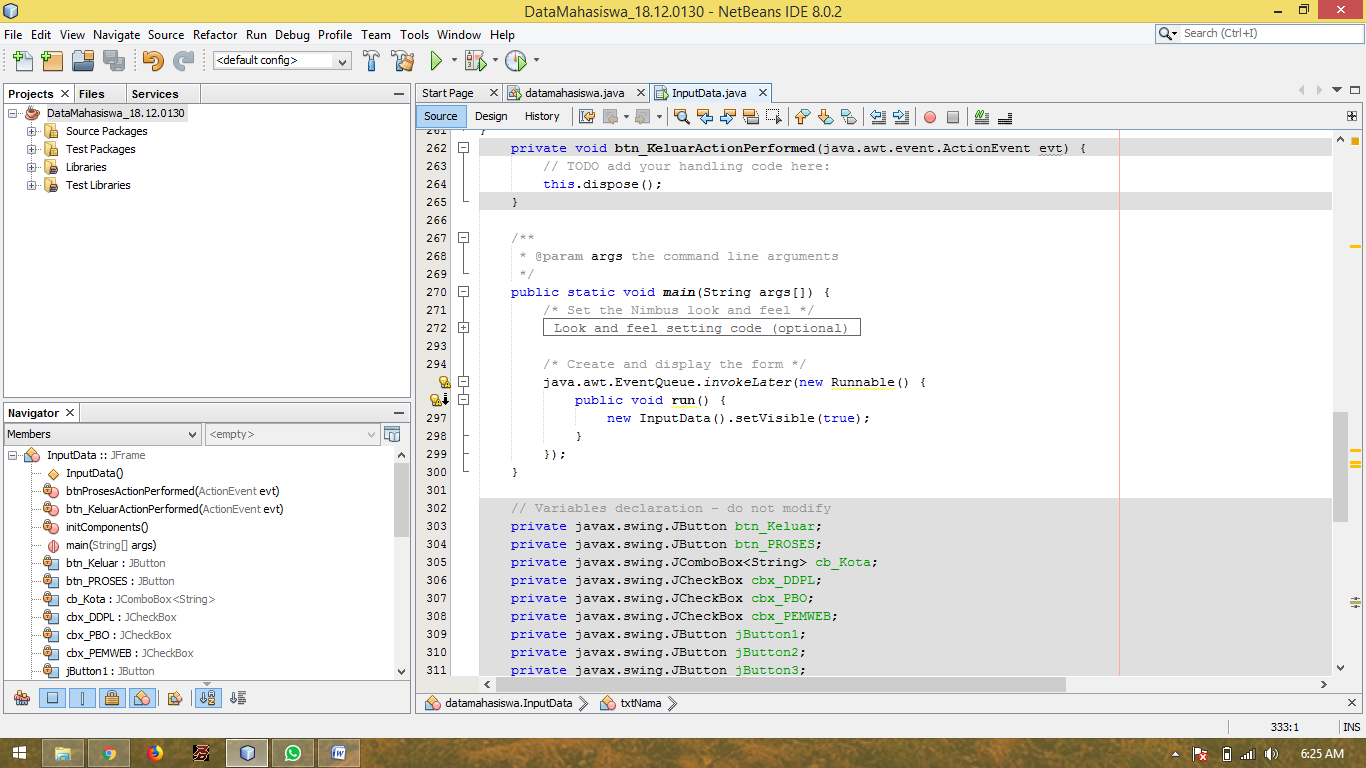 DataMahasiswa_18.12.0130 - NetBeans IDE 8.0.2
File Edit View Navigate Source Refactor Run Debug Profile Team Tools Window Help
Search (Ctrl+I)
<default config>
Projects Files Services
DataMahasiswa_18.12.0130
Source Packages
Test Packages
Libraries
Test Libraries
Navigator
Members <empty>
InputData :: JFrame
InputData()
btnProsesActionPerformed(ActionEvent evt)
btn_KeluarActionPerformed(ActionEvent evt)
initComponents()
main(String[] args)
btn_Keluar : JButton
btn_PROSES : JButton
cb_Kota : JComboBox<String>
cbx_DDPL : JCheckBox
cbx_PBO : JCheckBox
cbx_PEMWEB : JCheckBox
jButton1 : JButton
Start Page datamahasiswa.java InputData.java
Source Design History
261 }
262 private void btn_KeluarActionPerformed(java.awt.event.ActionEvent evt) {
263 // TODO add your handling code here:
264 this.dispose();
265 }
266
267 /**
268 * @param args the command line arguments
269 */
270 public static void main(String args[]) {
271 /* Set the Nimbus look and feel */
272 Look and feel setting code (optional)
293
294 /* Create and display the form */
java.awt.EventQueue.invokeLater(new Runnable() {
public void run() {
297 new InputData().setVisible(true);
298 }
299 });
300 }
301
302 // Variables declaration - do not modify
303 private javax.swing.JButton btn_Keluar;
304 private javax.swing.JButton btn_PROSES;
305 private javax.swing.JComboBox<String> cb_Kota;
306 private javax.swing.JCheckBox cbx_DDPL;
307 private javax.swing.JCheckBox cbx_PBO;
308 private javax.swing.JCheckBox cbx_PEMWEB;
309 private javax.swing.JButton jButton1;
310 private javax.swing.JButton jButton2;
311 private javax.swing.JButton jButton3;
datamahasiswa.InputData txtNama
333:1 INS
6:25 AM